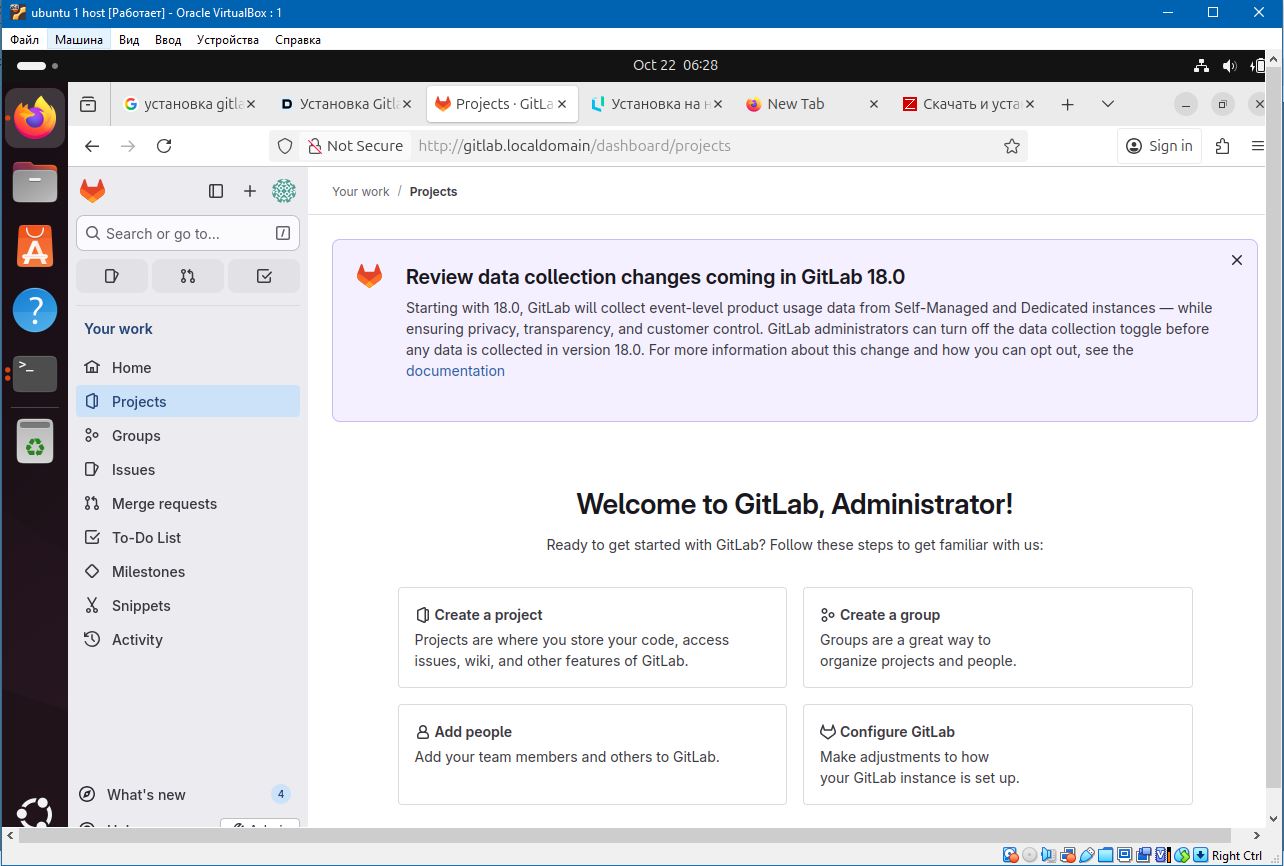 ubuntu 1 host [Работает] - Oracle VirtualBox : 1
Файл Машина Вид Ввод Устройства Справка
Oct 22 06:28
установка gitla
Установка Gitla
Projects · GitLa
Установка на н
New Tab
Скачать и уста
Not Secure
http://gitlab.localdomain/dashboard/projects
Sign in
Search or go to...
/
Your work
Home
Projects
Groups
Issues
Merge requests
To-Do List
Milestones
Snippets
Activity
What's new
4
Your work / Projects
Review data collection changes coming in GitLab 18.0
Starting with 18.0, GitLab will collect event-level product usage data from Self-Managed and Dedicated instances — while
ensuring privacy, transparency, and customer control. GitLab administrators can turn off the data collection toggle before
any data is collected in version 18.0. For more information about this change and how you can opt out, see the
documentation
Welcome to GitLab, Administrator!
Ready to get started with GitLab? Follow these steps to get familiar with us:
Create a project
Projects are where you store your code, access
issues, wiki, and other features of GitLab.
Create a group
Groups are a great way to
organize projects and people.
Add people
Add your team members and others to GitLab.
Configure GitLab
Make adjustments to how
your GitLab instance is set up.
Right Ctrl